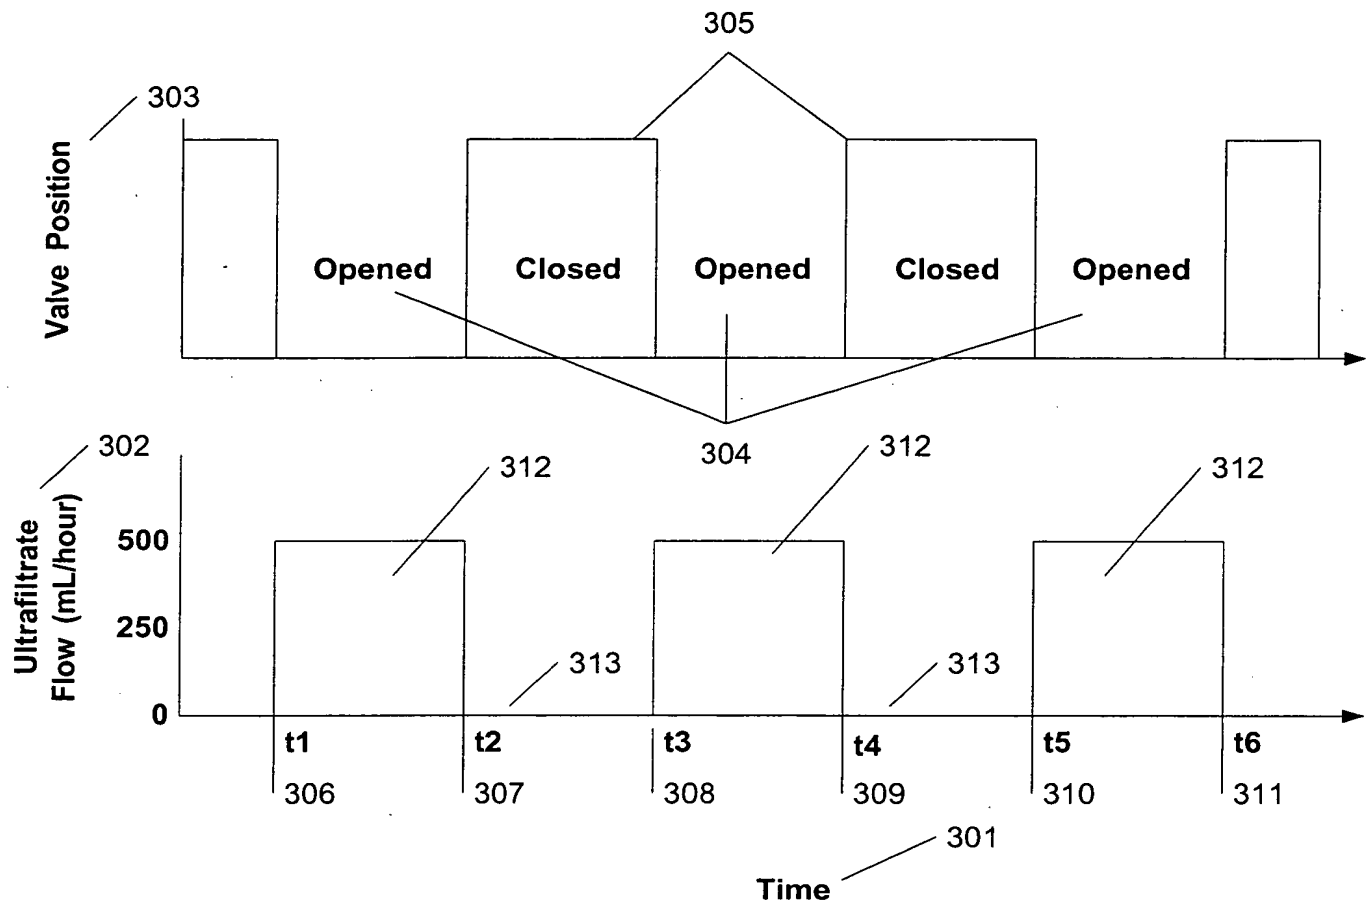 305
303
Valve Position
Opened
Closed
Opened
Closed
Opened
304
302
312
312
312
Ultrafiltrate
Flow (mL/hour)
500
250
0
313
313
t1
t2
t3
t4
t5
t6
306
307
308
309
310
311
301
Time